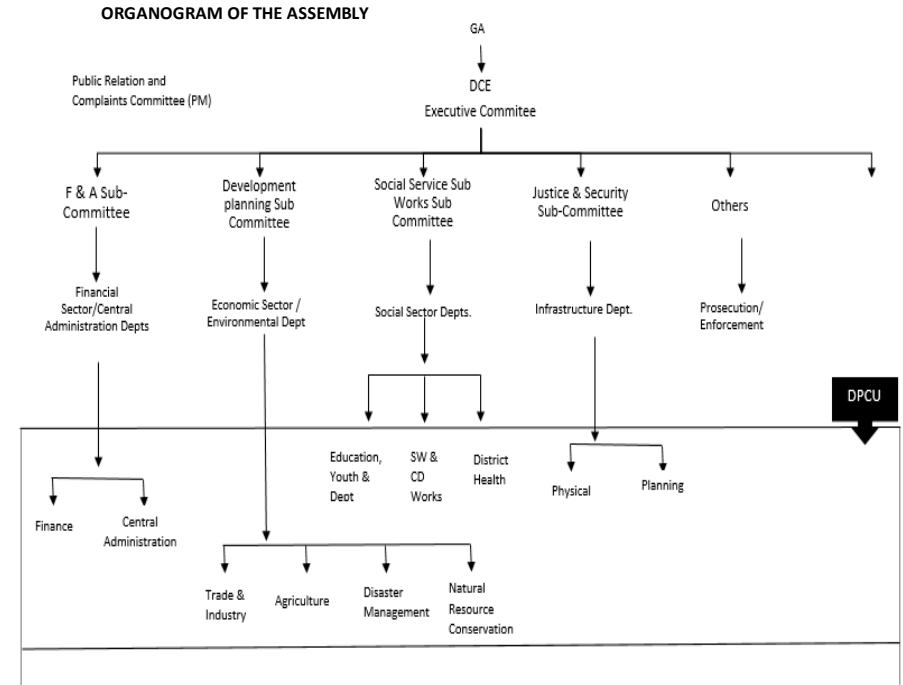 ORGANOGRAM OF THE ASSEMBLY
GA
Public Relation and
Complaints Committee (PM)
DCE
Executive Commitee
F & A Sub-
Committee
Development
planning Sub
Committee
Social Service Sub
Works Sub
Committee
Justice & Security
Sub-Committee
Others
Financial
Sector/Central
Administration Depts
Economic Sector /
Environmental Dept
Social Sector Depts.
Infrastructure Dept.
Prosecution/
Enforcement
DPCU
Education,
Youth &
Dept
SW &
CD
Works
District
Health
Physical
Planning
Finance
Central
Administration
Trade &
Industry
Agriculture
Disaster
Management
Natural
Resource
Conservation